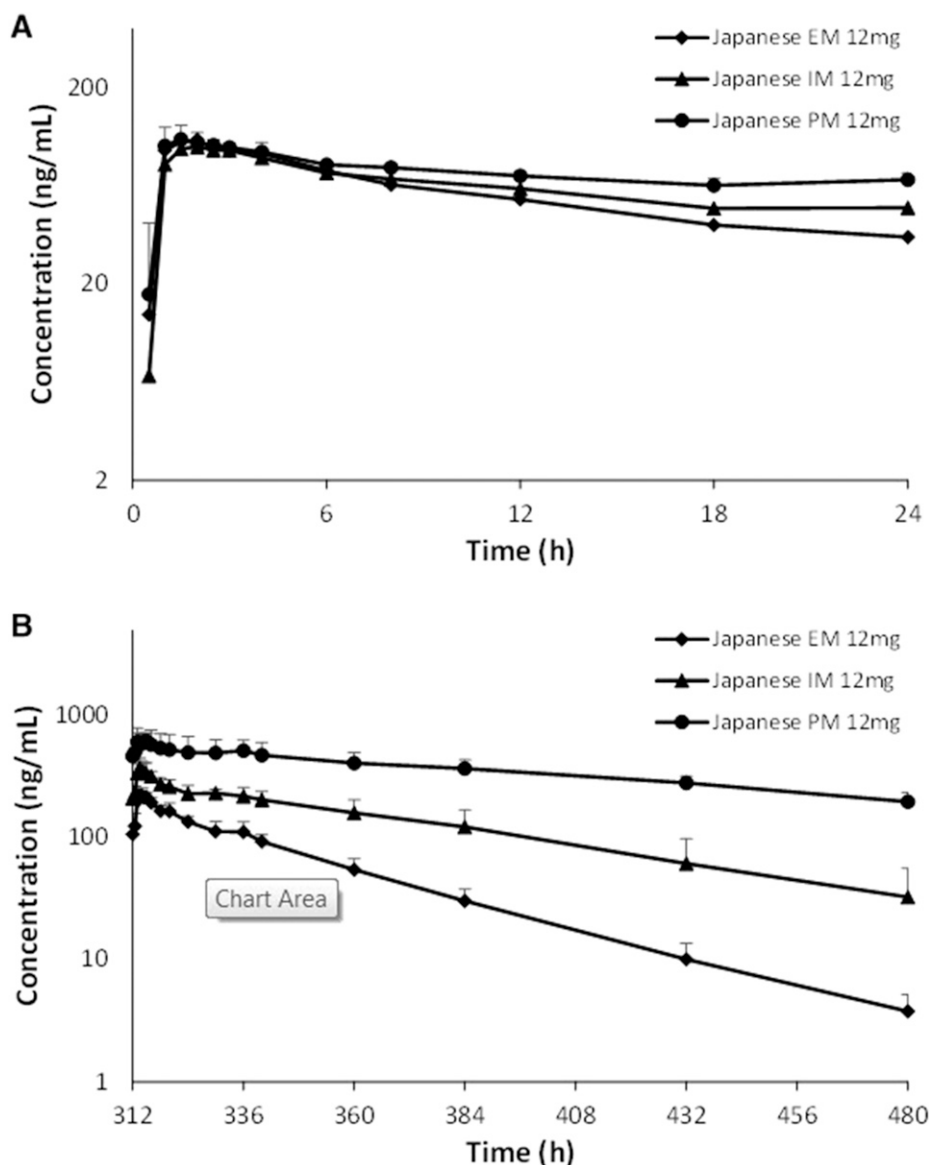 A
Concentration (ng/mL)
200
20
2
Japanese EM 12mg
Japanese IM 12mg
Japanese PM 12mg
0 6 12 18 24
Time (h)
B
Concentration (ng/mL)
1000
100
10
1
Japanese EM 12mg
Japanese IM 12mg
Japanese PM 12mg
Chart Area
312 336 360 384 408 432 456 480
Time (h)